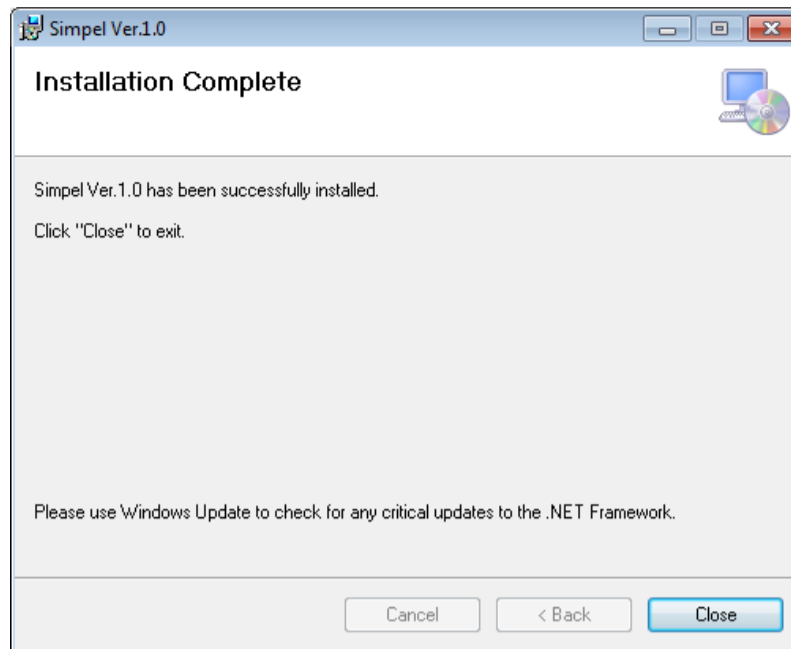 Simpel Ver.1.0
Installation Complete
Simpel Ver.1.0 has been successfully installed.
Click "Close" to exit.
Please use Windows Update to check for any critical updates to the .NET Framework.
Cancel
< Back
Close